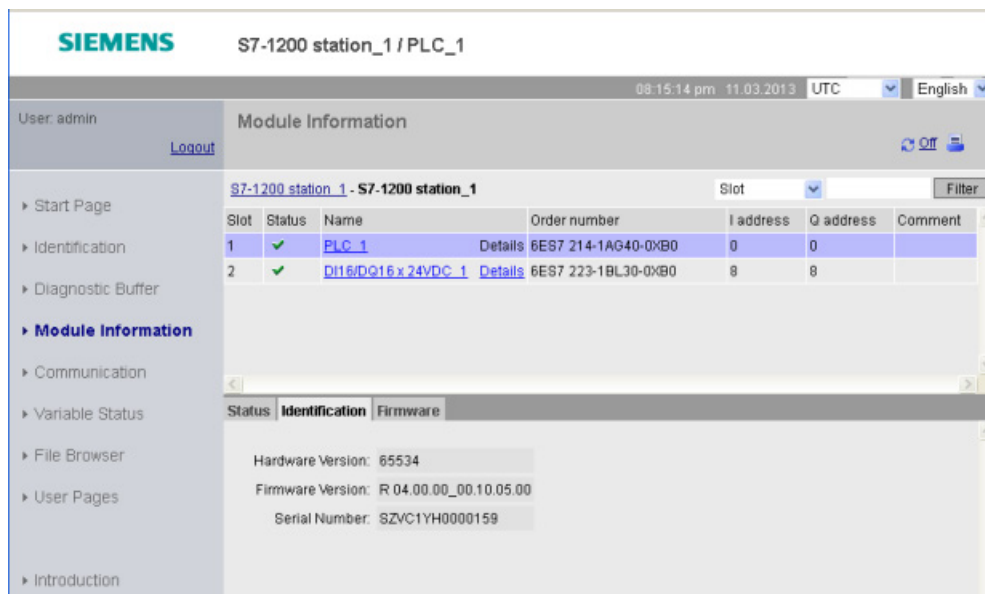 SIEMENS S7-1200 station_1 / PLC_1
08:15:14 pm 11.03.2013 UTC English
User: admin
Logout
Module Information
Off
S7-1200 station_1 - S7-1200 station_1 Slot Filter
Slot Status Name Order number I address Q address Comment
1 PLC_1 Details 6ES7 214-1AG40-0XB0 0 0
2 DI16/DQ16 x 24VDC_1 Details 6ES7 223-1BL30-0XB0 8 8
Start Page
Identification
Diagnostic Buffer
Module Information
Communication
Variable Status
File Browser
User Pages
Introduction
Status Identification Firmware
Hardware Version: 65534
Firmware Version: R 04.00.00_00.10.05.00
Serial Number: SZVC1YH0000159